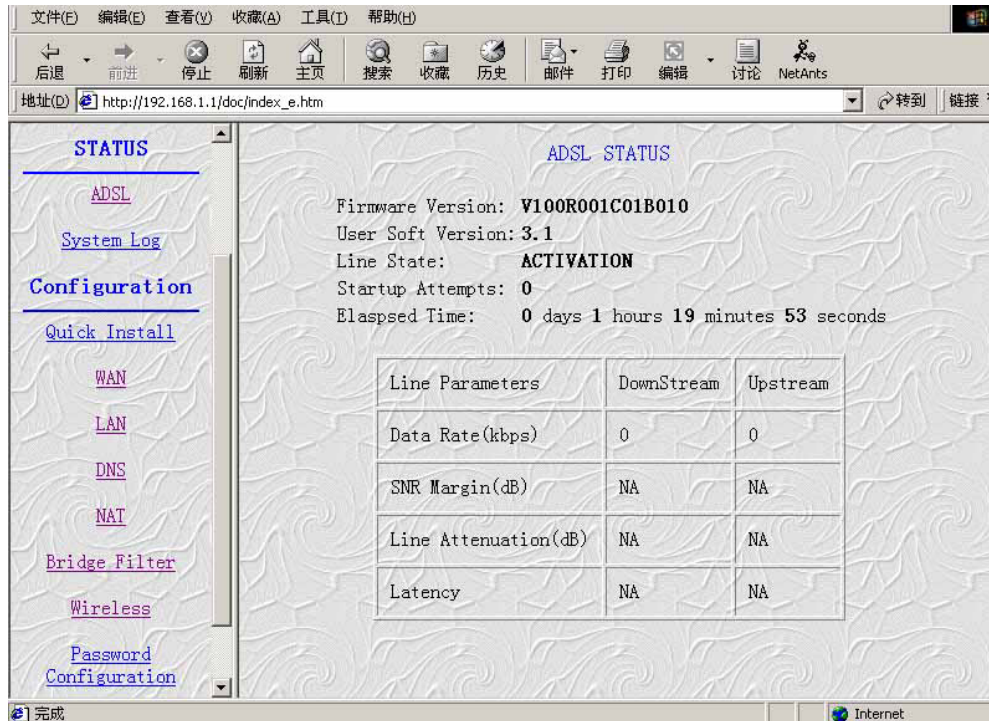 文件(F) 编辑(E) 查看(V) 收藏(A) 工具(T) 帮助(H)
后退 前进 停止 刷新 主页 搜索 收藏 历史 邮件 打印 编辑 讨论 NetAnts
地址(D) http://192.168.1.1/doc/index_e.htm 转到 链接
STATUS
ADSL
System Log
Configuration
Quick Install
WAN
LAN
DNS
NAT
Bridge Filter
Wireless
Password
Configuration
ADSL STATUS
Firmware Version: V100R001C01B010
User Soft Version: 3.1
Line State: ACTIVATION
Startup Attempts: 0
Elaspsed Time: 0 days 1 hours 19 minutes 53 seconds
Line Parameters DownStream Upstream
Data Rate(kbps) 0 0
SNR Margin(dB) NA NA
Line Attenuation(dB) NA NA
Latency NA NA
完成 Internet